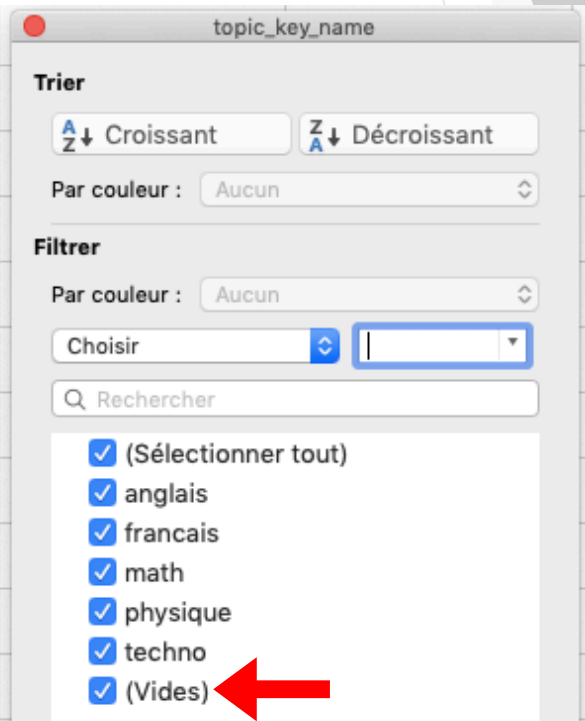 topic_key_name
Trier
A Z Croissant
Z A Décroissant
Par couleur : Aucun
Filtrer
Par couleur : Aucun
Choisir
Rechercher
(Sélectionner tout)
anglais
francais
math
physique
techno
(Vides)